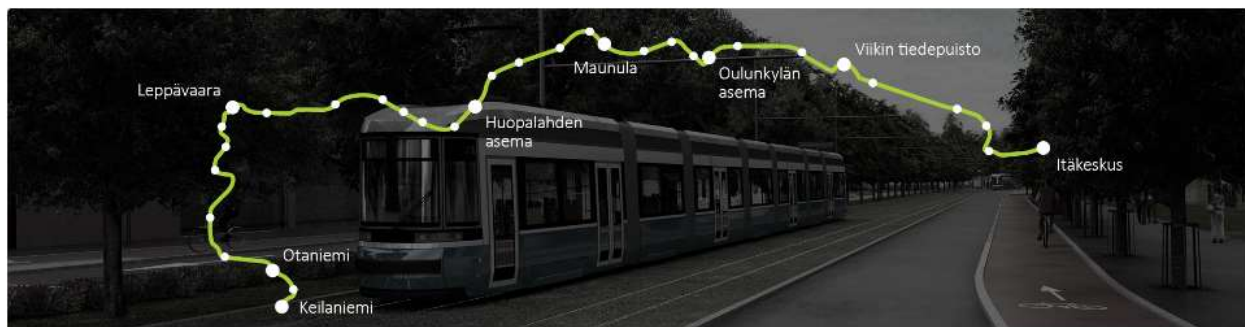 Leppävaara
Maunula
Viikin tiedepuisto
Oulunkylän
asema
Huopalahden
asema
Itäkeskus
Otaniemi
Keilaniemi